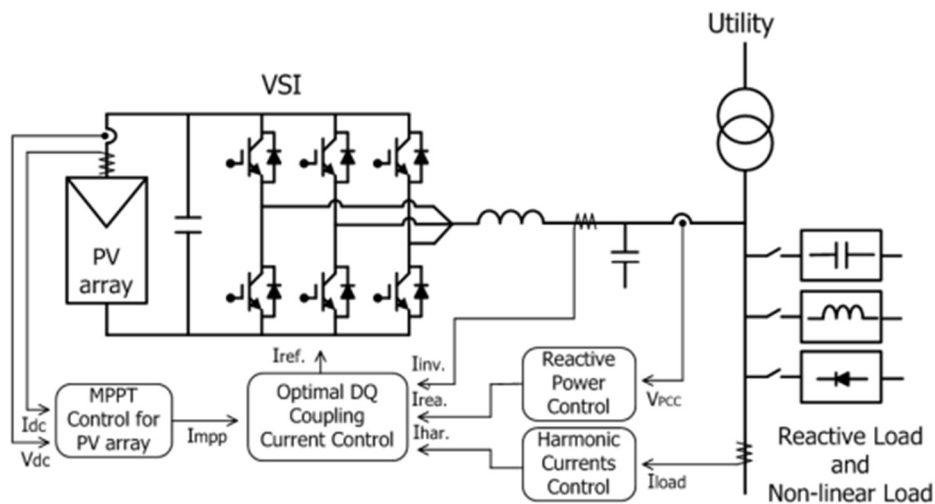 Utility
VSI
PV
array
Iref.
Iinv.
Irea.
Ihar.
Optimal DQ
Coupling
Current Control
MPPT
Control for
PV array
Idc
Vdc
Impp
Reactive
Power
Control
VPCC
Harmonic
Currents
Control
Iload
Reactive Load
and
Non-linear Load